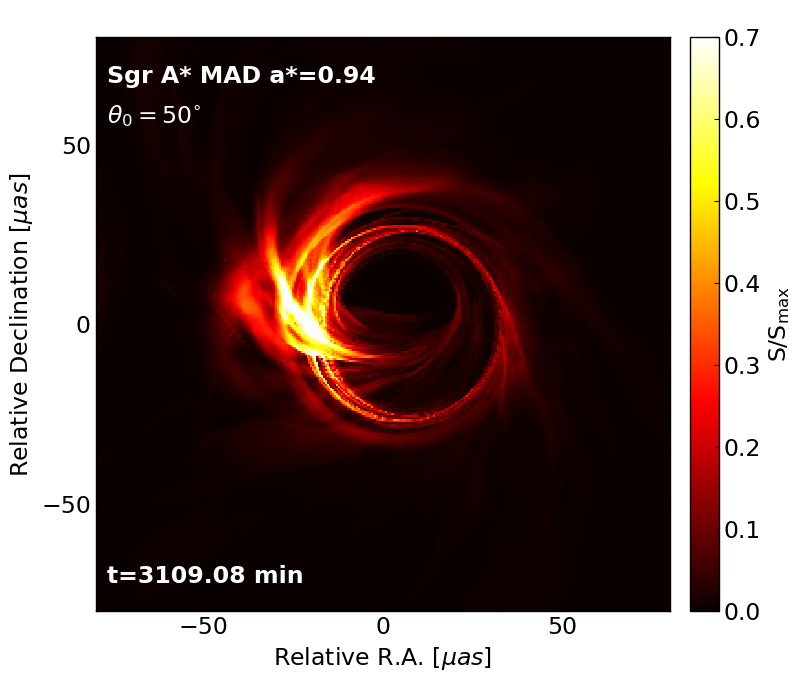 Sgr A* MAD a*=0.94
θ₀ = 50°
t=3109.08 min
50
0
−50
−50
0
50
Relative Declination [μas]
Relative R.A. [μas]
0.7
0.6
0.5
0.4
0.3
0.2
0.1
0.0
S/Smax